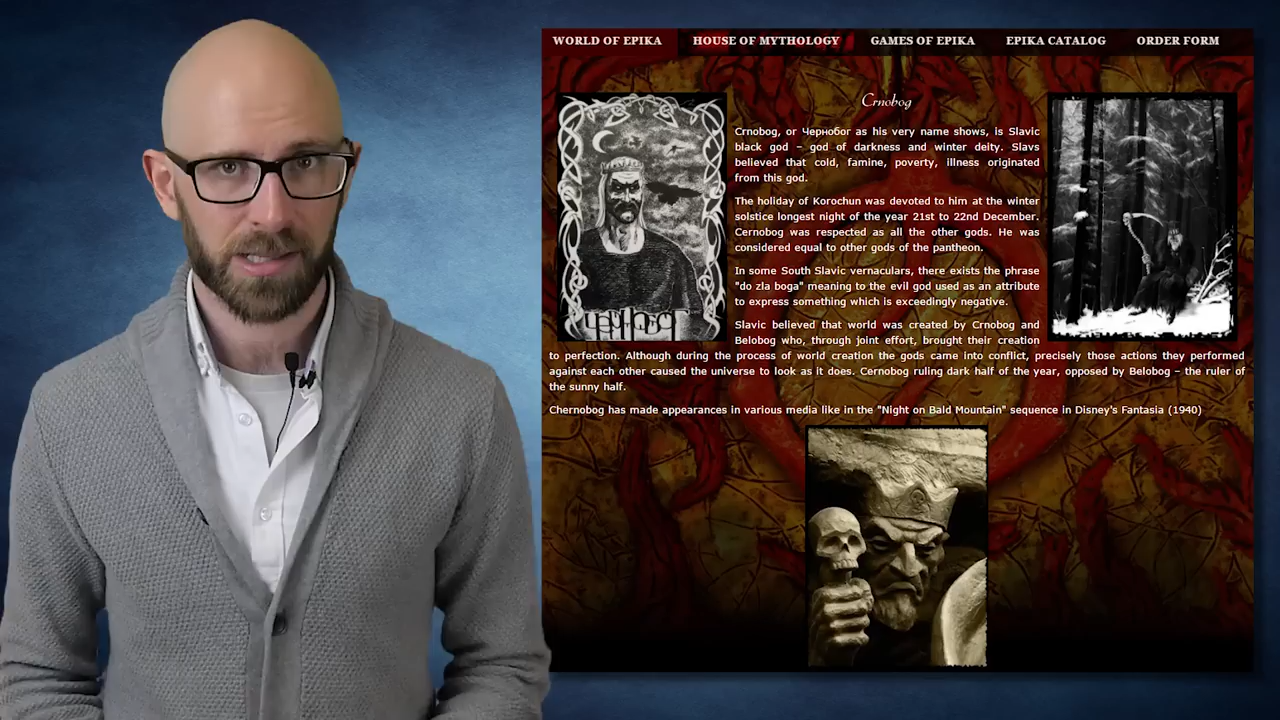 WORLD OF EPIKA HOUSE OF MYTHOLOGY GAMES OF EPIKA EPIKA CATALOG ORDER FORM
Crnobog
Crnobog, or Чернобог as his very name shows, is Slavic
black god – god of darkness and winter deity. Slavs
believed that cold, famine, poverty, illness originated
from this god.
The holiday of Korochun was devoted to him at the winter
solstice longest night of the year 21st to 22nd December.
Cernobog was respected as all the other gods. He was
considered equal to other gods of the pantheon.
In some South Slavic vernaculars, there exists the phrase
"do zla boga" meaning to the evil god used as an attribute
to express something which is exceedingly negative.
Slavic believed that world was created by Crnobog and
Belobog who, through joint effort, brought their creation
to perfection. Although during the process of world creation the gods came into conflict, precisely those actions they performed
against each other caused the universe to look as it does. Cernobog ruling dark half of the year, opposed by Belobog – the ruler of
the sunny half.
Chernobog has made appearances in various media like in the "Night on Bald Mountain" sequence in Disney's Fantasia (1940)